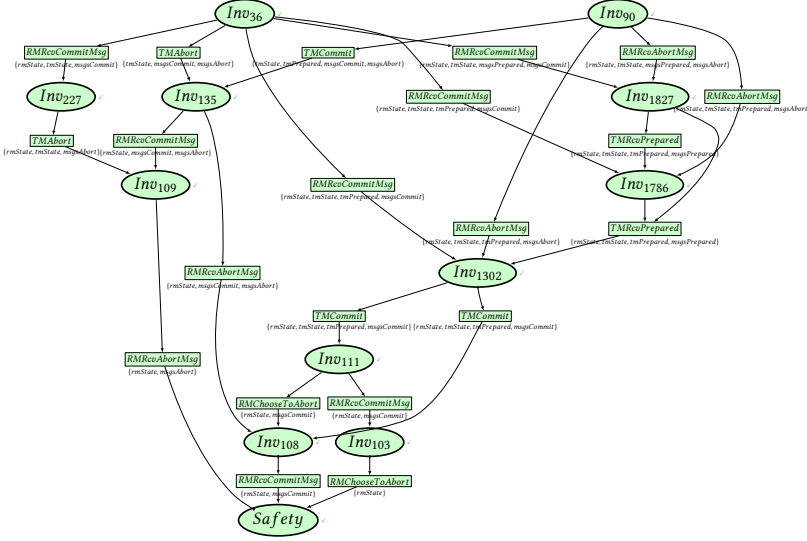 Inv36
Inv90
RMRcvCommitMsg
TMAbort
TMCommit
RMRcvCommitMsg
RMRcvAbortMsg
{rmState, tmState, msgsCommit}
{tmState, msgsCommit, msgsAbort}
{tmState, tmPrepared, msgsCommit, msgsAbort}
{rmState, tmState, msgsPrepared, msgsCommit}
{rmState, tmState, msgsPrepared, msgsAbort}
Inv227
Inv135
RMRcvCommitMsg
Inv1827
RMRcvAbortMsg
{rmState, tmState, tmPrepared, msgsCommit}
{rmState, tmState, tmPrepared, msgsAbort}
TMAbort
RMRcvCommitMsg
TMRcvPrepared
{rmState, tmState, msgsAbort}
{rmState, msgsCommit, msgsAbort}
{rmState, tmState, tmPrepared, msgsPrepared}
Inv109
RMRcvCommitMsg
Inv1786
{rmState, tmState, tmPrepared, msgsCommit}
RMRcvAbortMsg
TMRcvPrepared
{rmState, tmState, tmPrepared, msgsAbort}
{rmState, tmState, tmPrepared, msgsPrepared}
RMRcvAbortMsg
Inv1302
{rmState, msgsCommit, msgsAbort}
TMCommit
TMCommit
{rmState, tmState, tmPrepared, msgsCommit}
{rmState, tmState, tmPrepared, msgsCommit}
RMRcvAbortMsg
Inv111
{rmState, msgsAbort}
RMChooseToAbort
RMRcvCommitMsg
{rmState, msgsCommit}
{rmState, msgsCommit}
Inv108
Inv103
RMRcvCommitMsg
RMChooseToAbort
{rmState, msgsCommit}
{rmState}
Safety